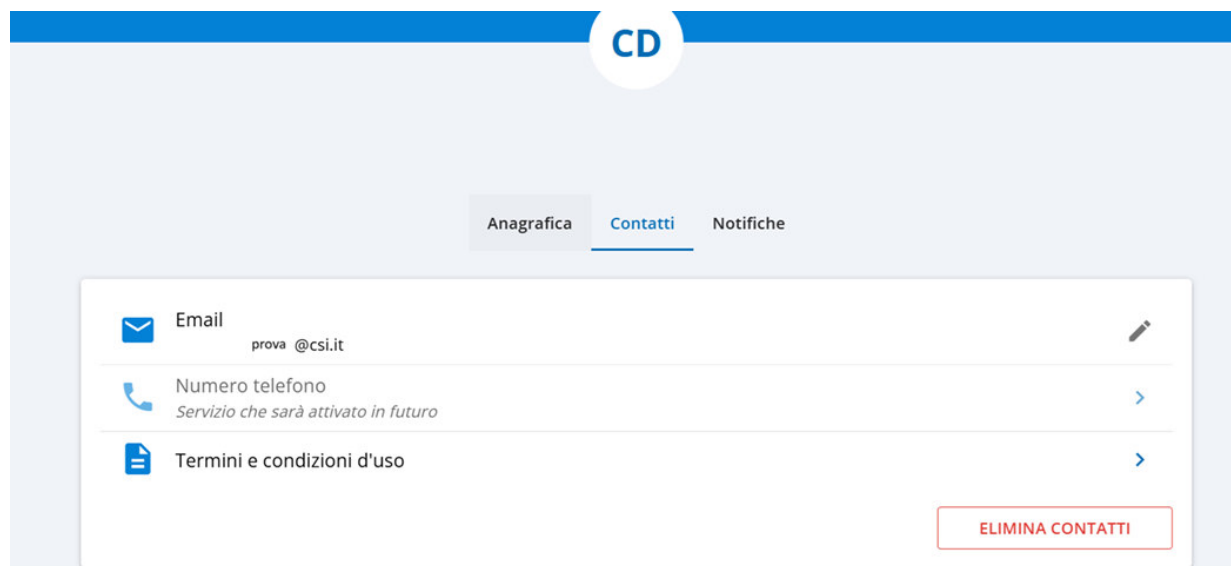 CD
Anagrafica Contatti Notifiche
Email
prova @csi.it
Numero telefono
Servizio che sarà attivato in futuro
Termini e condizioni d'uso
ELIMINA CONTATTI